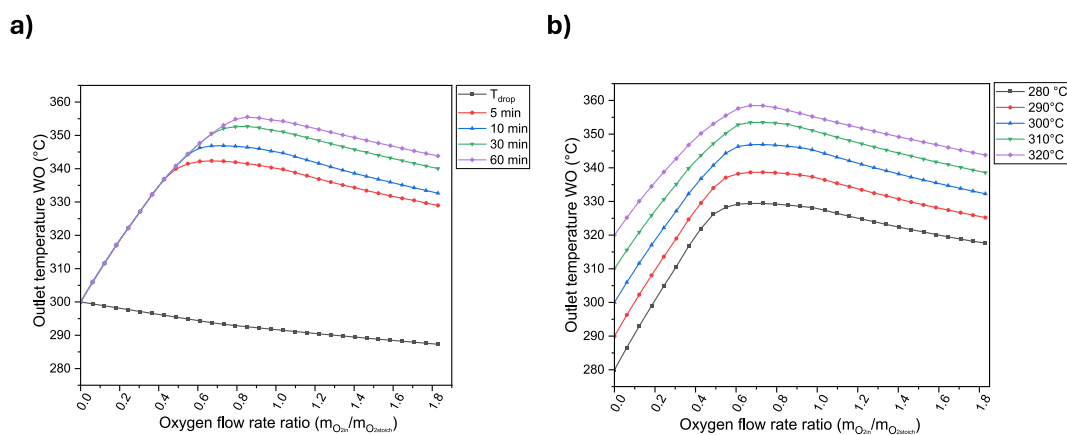 a)
Outlet temperature WO (°C)
360
350
340
330
320
310
300
290
280
0.0 0.2 0.4 0.6 0.8 1.0 1.2 1.4 1.6 1.8
Oxygen flow rate ratio (mO2in/mO2stoich)
Tdrop
5 min
10 min
30 min
60 min
b)
Outlet temperature WO (°C)
360
350
340
330
320
310
300
290
280
0.0 0.2 0.4 0.6 0.8 1.0 1.2 1.4 1.6 1.8
Oxygen flow rate ratio (mO2in/mO2stoich)
280 °C
290°C
300°C
310°C
320°C